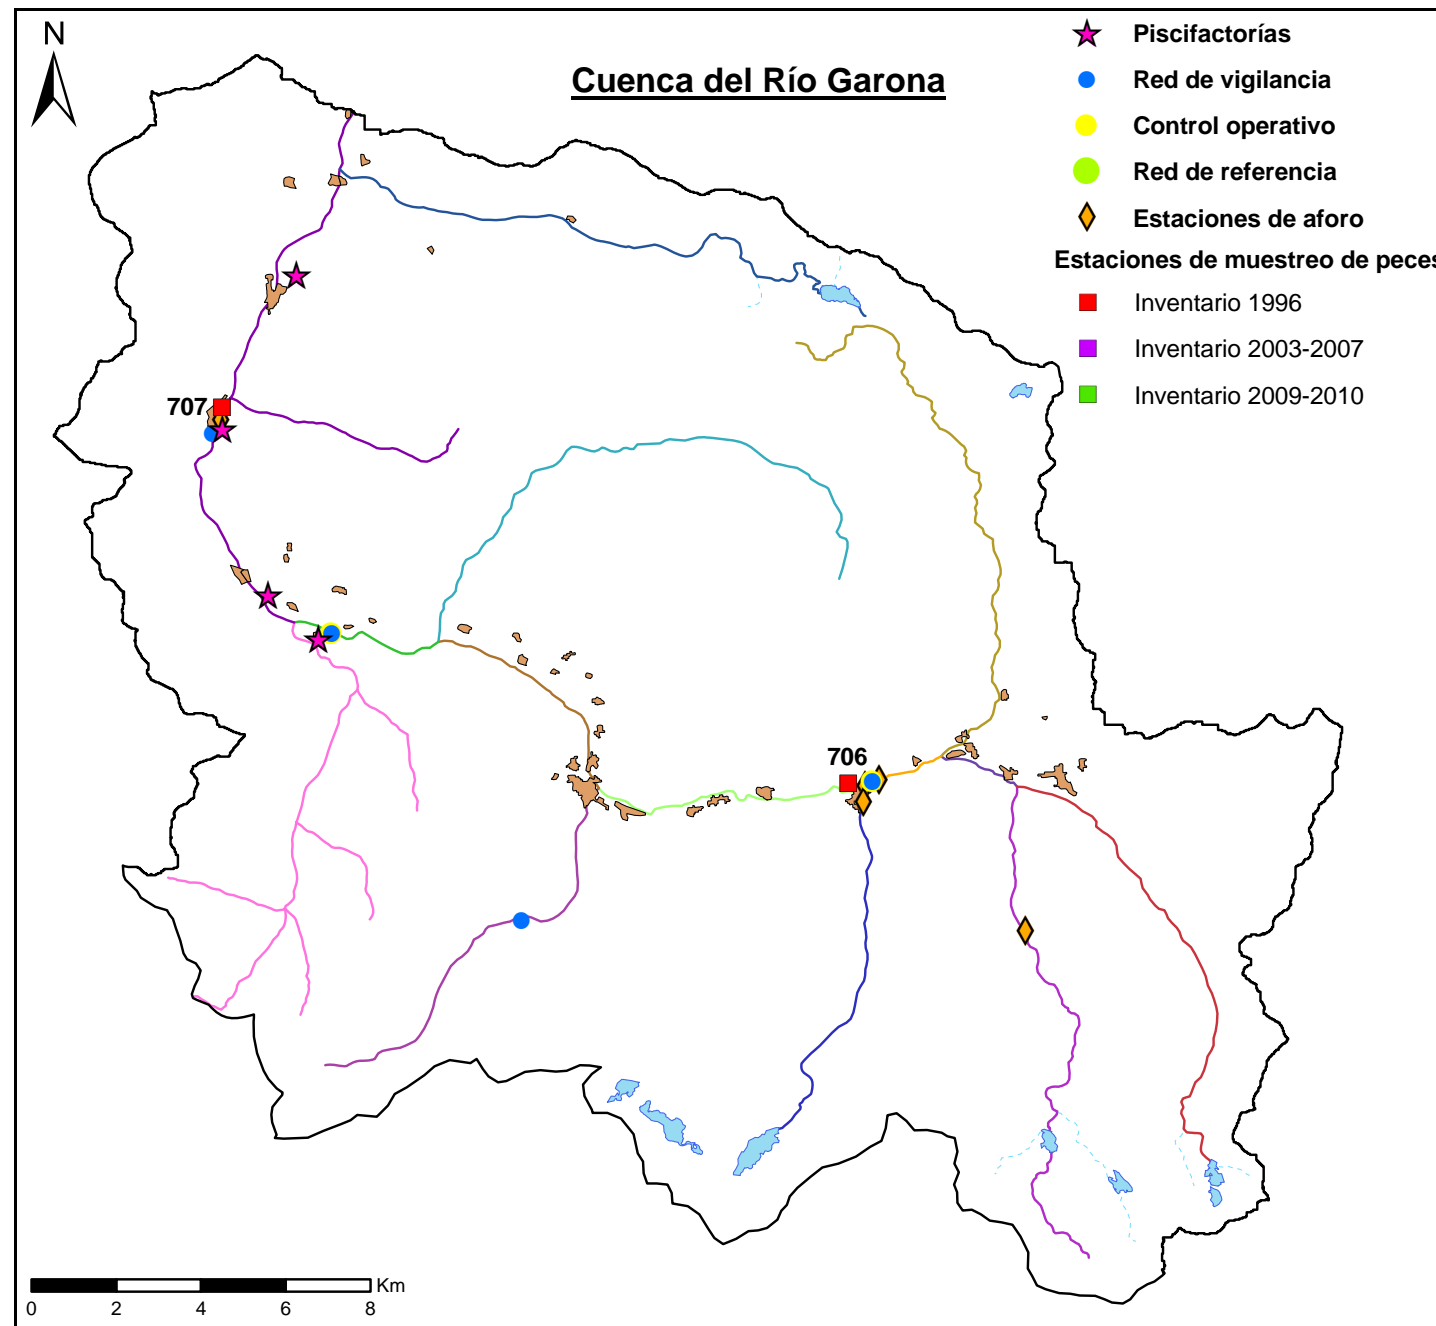 N
Cuenca del Río Garona
Piscifactorías
Red de vigilancia
Control operativo
Red de referencia
Estaciones de aforo
Estaciones de muestreo de peces
Inventario 1996
Inventario 2003-2007
Inventario 2009-2010
707
706
Km
0 2 4 6 8